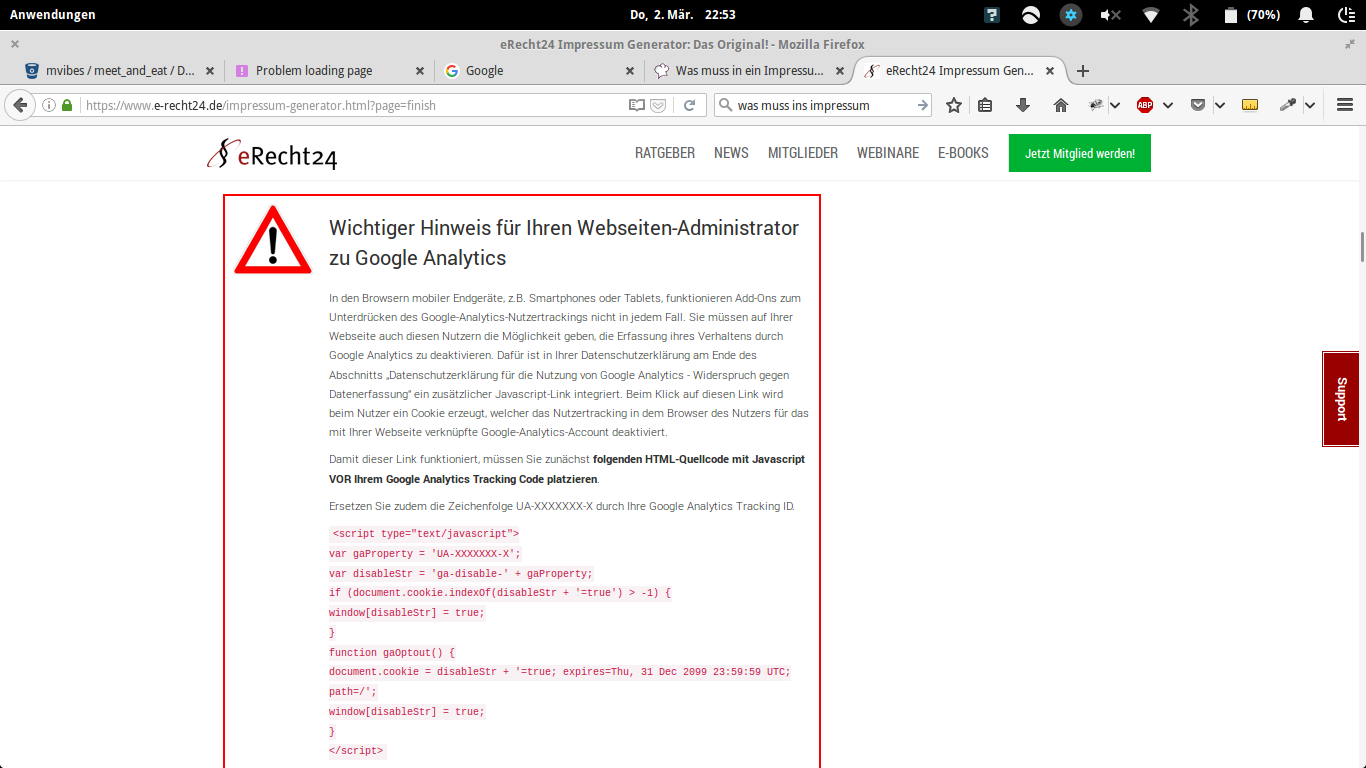 Anwendungen
Do, 2. Mär. 22:53
(70%)
eRecht24 Impressum Generator: Das Original! - Mozilla Firefox
mvibes / meet_and_eat / D...
Problem loading page
Google
Was muss in ein Impressu...
eRecht24 Impressum Gen...
https://www.e-recht24.de/impressum-generator.html?page=finish
was muss ins impressum
ABP
eRecht24
RATGEBER
NEWS
MITGLIEDER
WEBINARE
E-BOOKS
Jetzt Mitglied werden!
Wichtiger Hinweis für Ihren Webseiten-Administrator
zu Google Analytics
In den Browsern mobiler Endgeräte, z.B. Smartphones oder Tablets, funktionieren Add-Ons zum
Unterdrücken des Google-Analytics-Nutzertrackings nicht in jedem Fall. Sie müssen auf Ihrer
Webseite auch diesen Nutzern die Möglichkeit geben, die Erfassung ihres Verhaltens durch
Google Analytics zu deaktivieren. Dafür ist in Ihrer Datenschutzerklärung am Ende des
Abschnitts „Datenschutzerklärung für die Nutzung von Google Analytics - Widerspruch gegen
Datenerfassung“ ein zusätzlicher Javascript-Link integriert. Beim Klick auf diesen Link wird
beim Nutzer ein Cookie erzeugt, welcher das Nutzertracking in dem Browser des Nutzers für das
mit Ihrer Webseite verknüpfte Google-Analytics-Account deaktiviert.
Damit dieser Link funktioniert, müssen Sie zunächst folgenden HTML-Quellcode mit Javascript
VOR Ihrem Google Analytics Tracking Code platzieren.
Ersetzen Sie zudem die Zeichenfolge UA-XXXXXXX-X durch Ihre Google Analytics Tracking ID.
<script type="text/javascript">
var gaProperty = 'UA-XXXXXXX-X';
var disableStr = 'ga-disable-' + gaProperty;
if (document.cookie.indexOf(disableStr + '=true') > -1) {
window[disableStr] = true;
}
function gaOptout() {
document.cookie = disableStr + '=true; expires=Thu, 31 Dec 2099 23:59:59 UTC;
path=/';
window[disableStr] = true;
}
</script>
Support